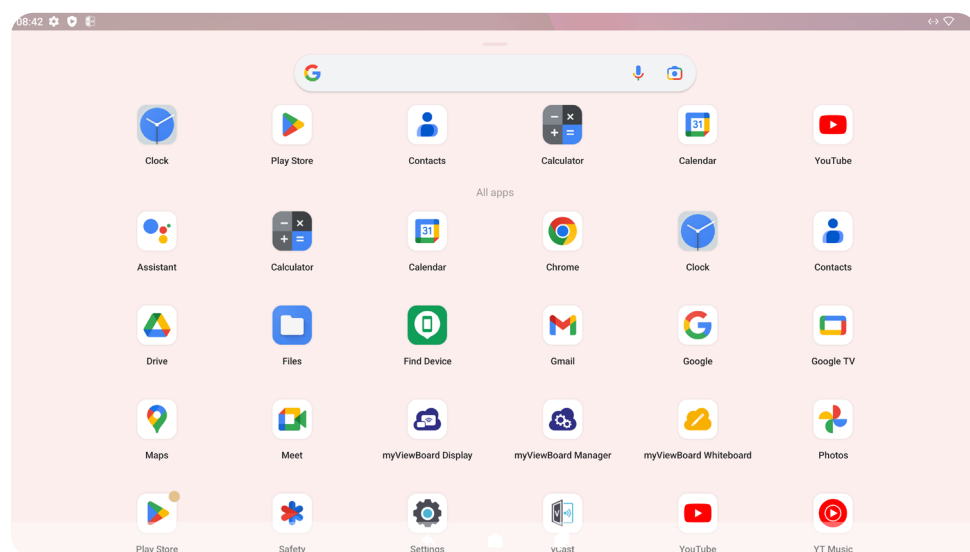 08:42
Clock Play Store Contacts Calculator Calendar YouTube
All apps
Assistant Calculator Calendar Chrome Clock Contacts
Drive Files Find Device Gmail Google Google TV
Maps Meet myViewBoard Display myViewBoard Manager myViewBoard Whiteboard Photos
Play Store Safety Settings vCast YouTube YT Music